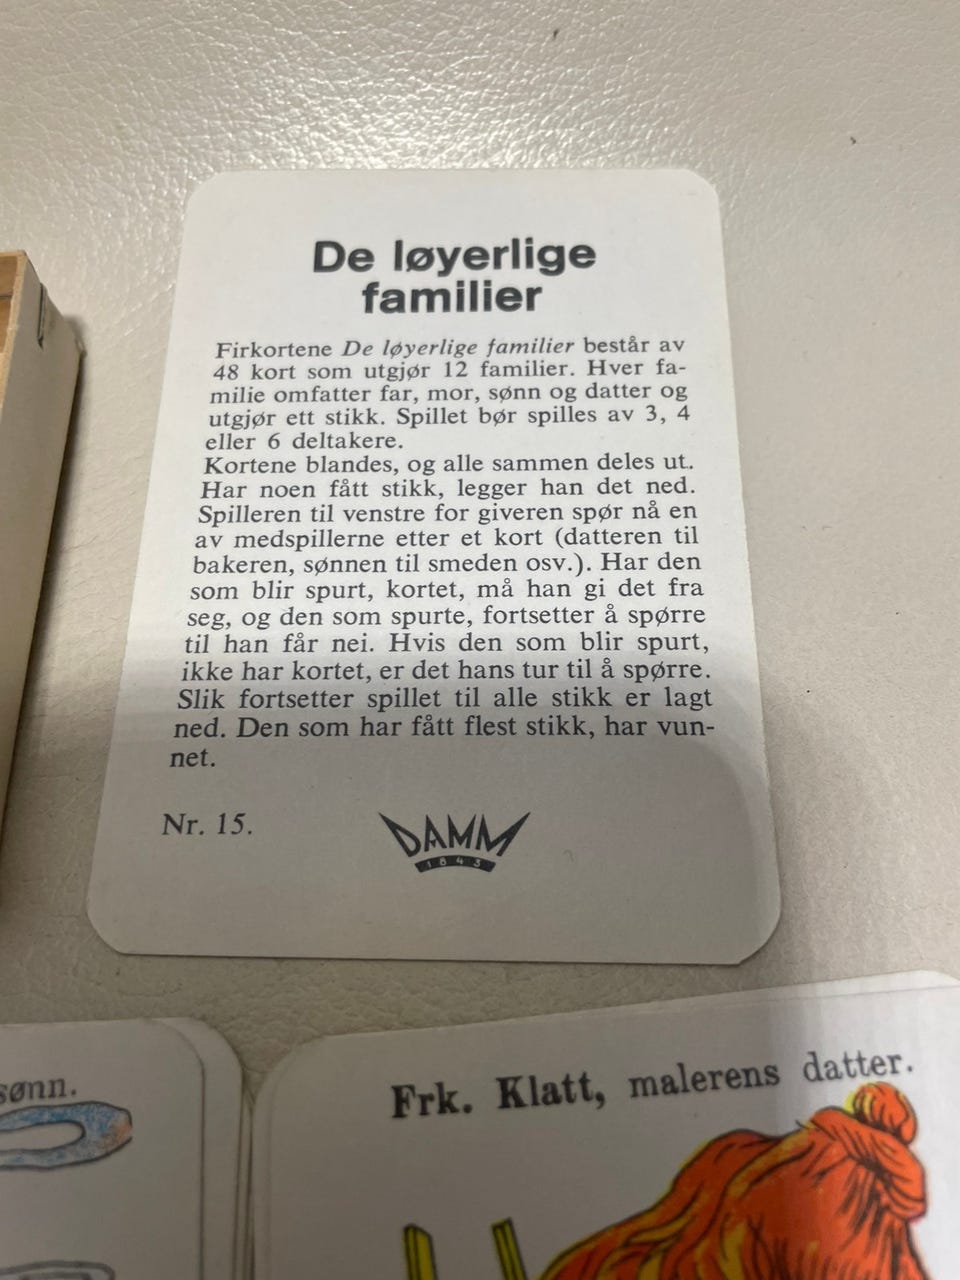 De løyerlige
familier
Firkortene De løyerlige familier består av
48 kort som utgjør 12 familier. Hver fa-
milie omfatter far, mor, sønn og datter og
utgjør ett stikk. Spillet bør spilles av 3, 4
eller 6 deltakere.
Kortene blandes, og alle sammen deles ut.
Har noen fått stikk, legger han det ned.
Spilleren til venstre for giveren spør nå en
av medspillerne etter et kort (datteren til
bakeren, sønnen til smeden osv.). Har den
som blir spurt, kortet, må han gi det fra
seg, og den som spurte, fortsetter å spørre
til han får nei. Hvis den som blir spurt,
ikke har kortet, er det hans tur til å spørre.
Slik fortsetter spillet til alle stikk er lagt
ned. Den som har fått flest stikk, har vun-
net.
Nr. 15.
DAMM
1843
sønn.
Frk. Klatt, malerens datter.